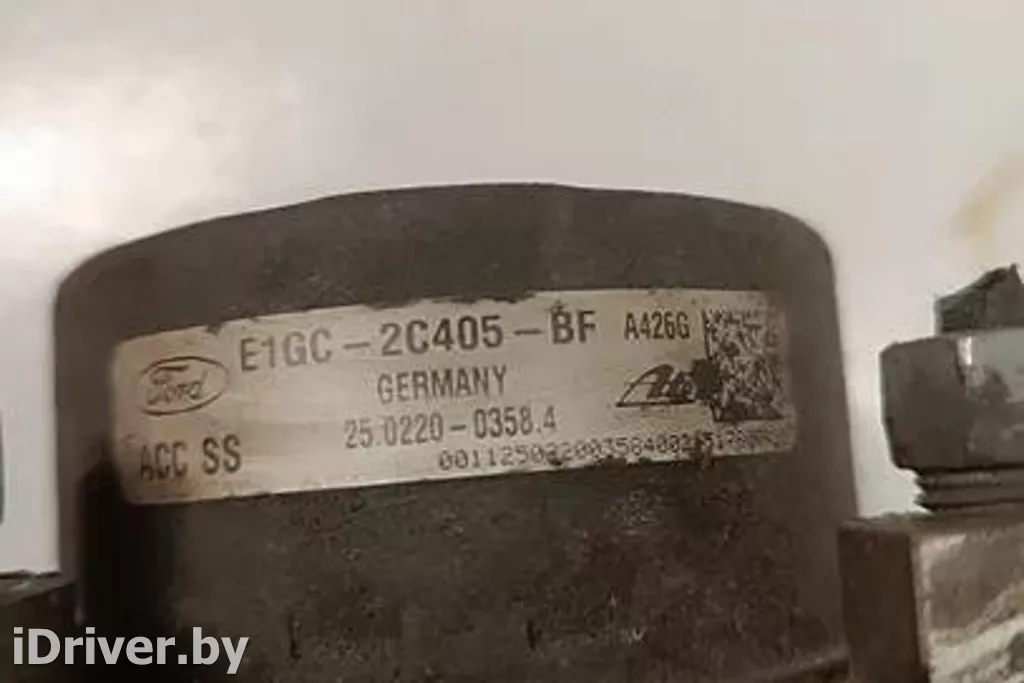 Ford E1GC-2C405-BF A426G
GERMANY
25.0220-0358.4
ACC SS
iDriver.by